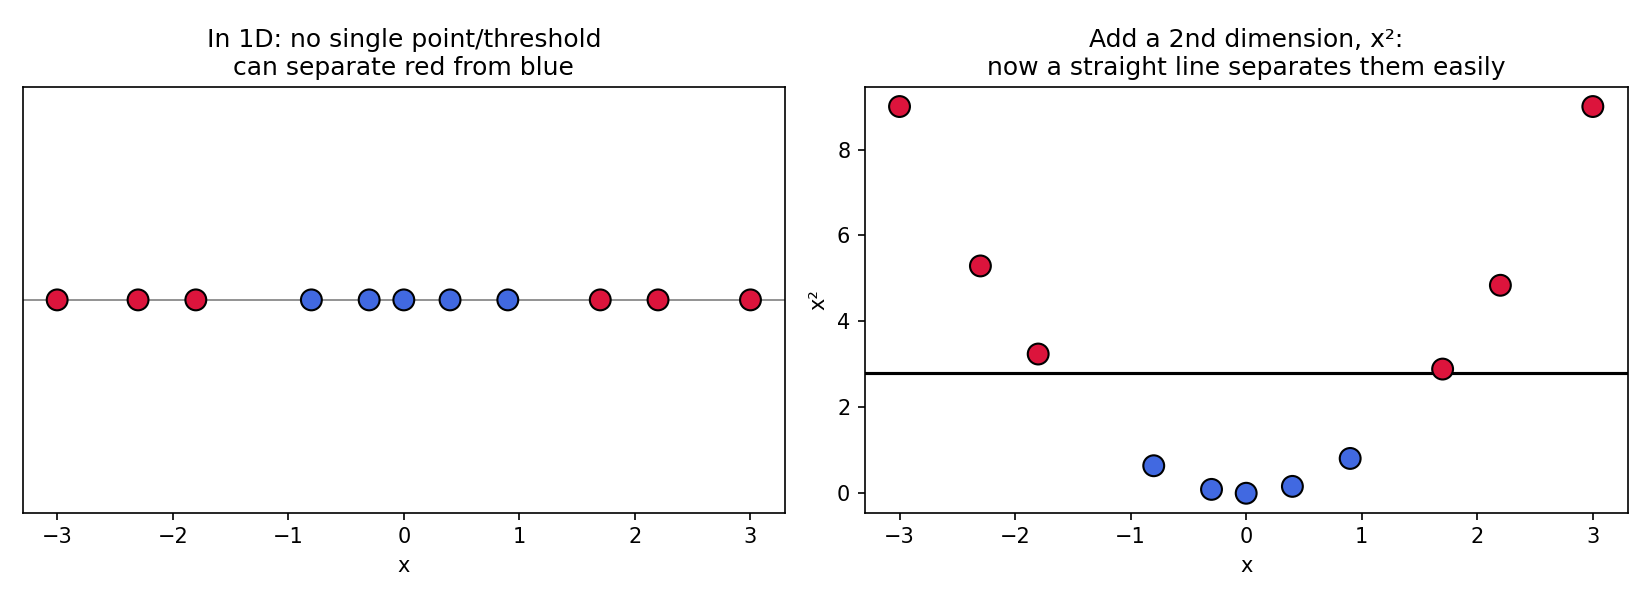 In 1D: no single point/threshold
can separate red from blue
−3 −2 −1 0 1 2 3
x
Add a 2nd dimension, x²:
now a straight line separates them easily
8
6
x²
4
2
0
−3 −2 −1 0 1 2 3
x